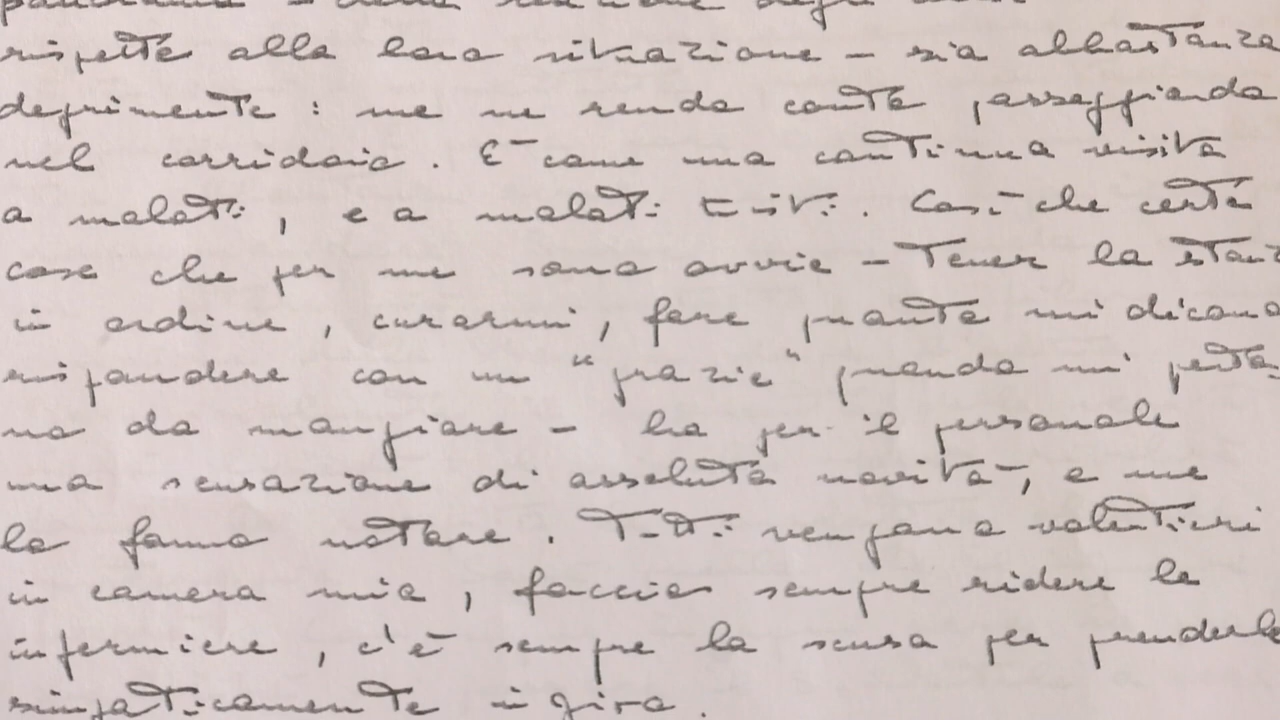 rispetto alla loro situazione – sia abbastanza
deprimente : me ne rendo conto passeggiando
nel corridoio . E' come una continua visita
a malati , e a malati tristi . Così che certe
cose che per me sono ovvie – tener la stanz
in ordine , curarmi , fare quanto mi dicono
rispondere con un "grazie" quando mi porta-
no da mangiare – ha per il personale
una sensazione di assoluta novità , e me
lo fanno notare . Tutti vengono volentieri
in camera mia , faccio sempre ridere le
infermiere , c'è sempre la scusa per prenderle
simpaticamente in giro .